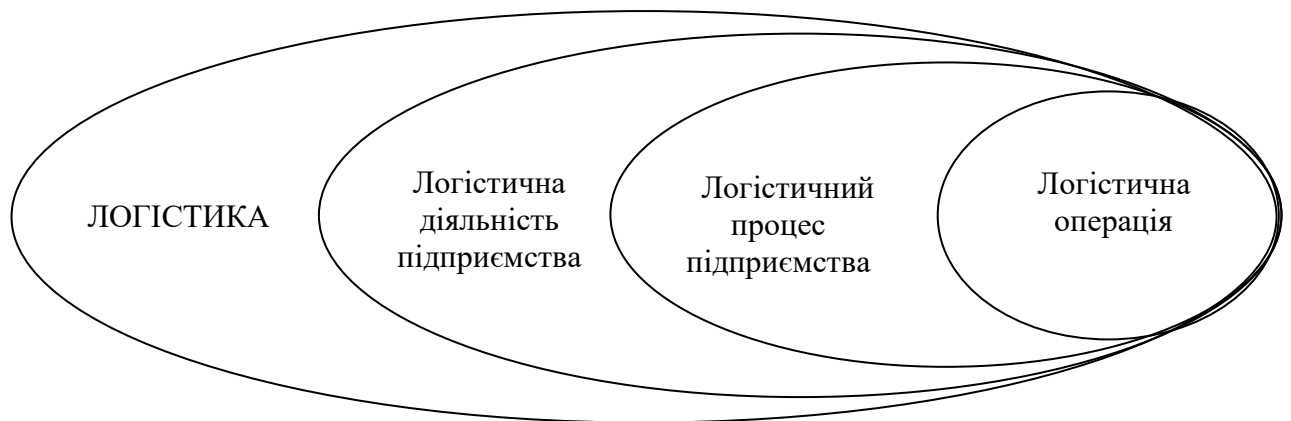 ЛОГІСТИКА
Логістична
діяльність
підприємства
Логістичний
процес
підприємства
Логістична
операція